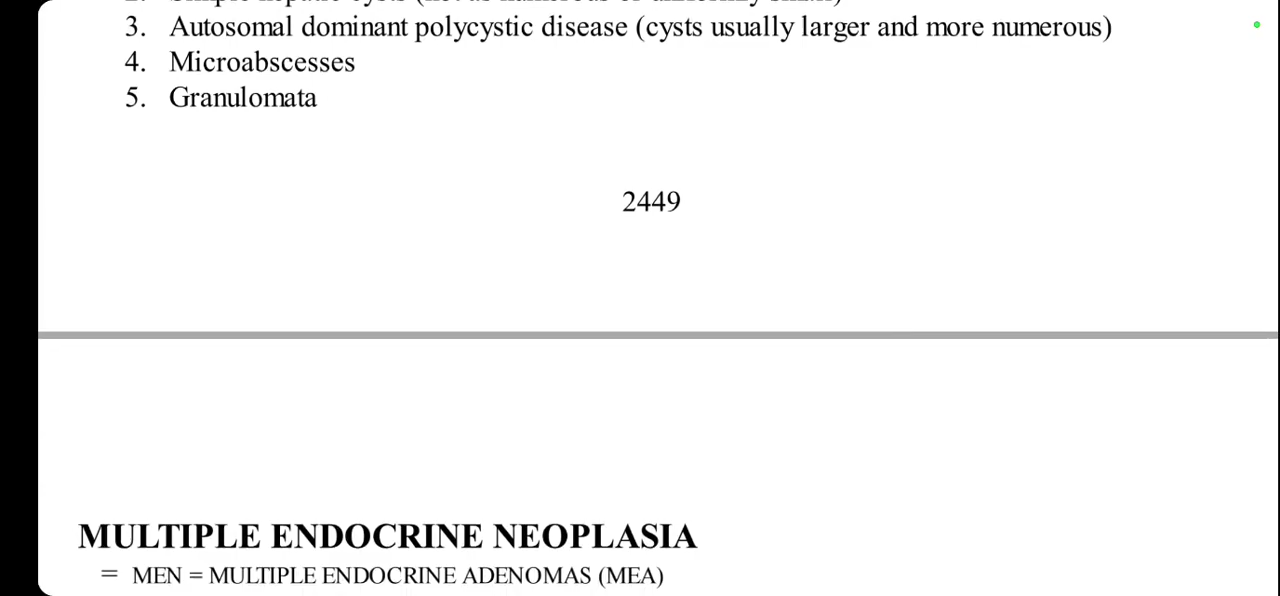 3. Autosomal dominant polycystic disease (cysts usually larger and more numerous)
4. Microabscesses
5. Granulomata
2449
MULTIPLE ENDOCRINE NEOPLASIA
= MEN = MULTIPLE ENDOCRINE ADENOMAS (MEA)